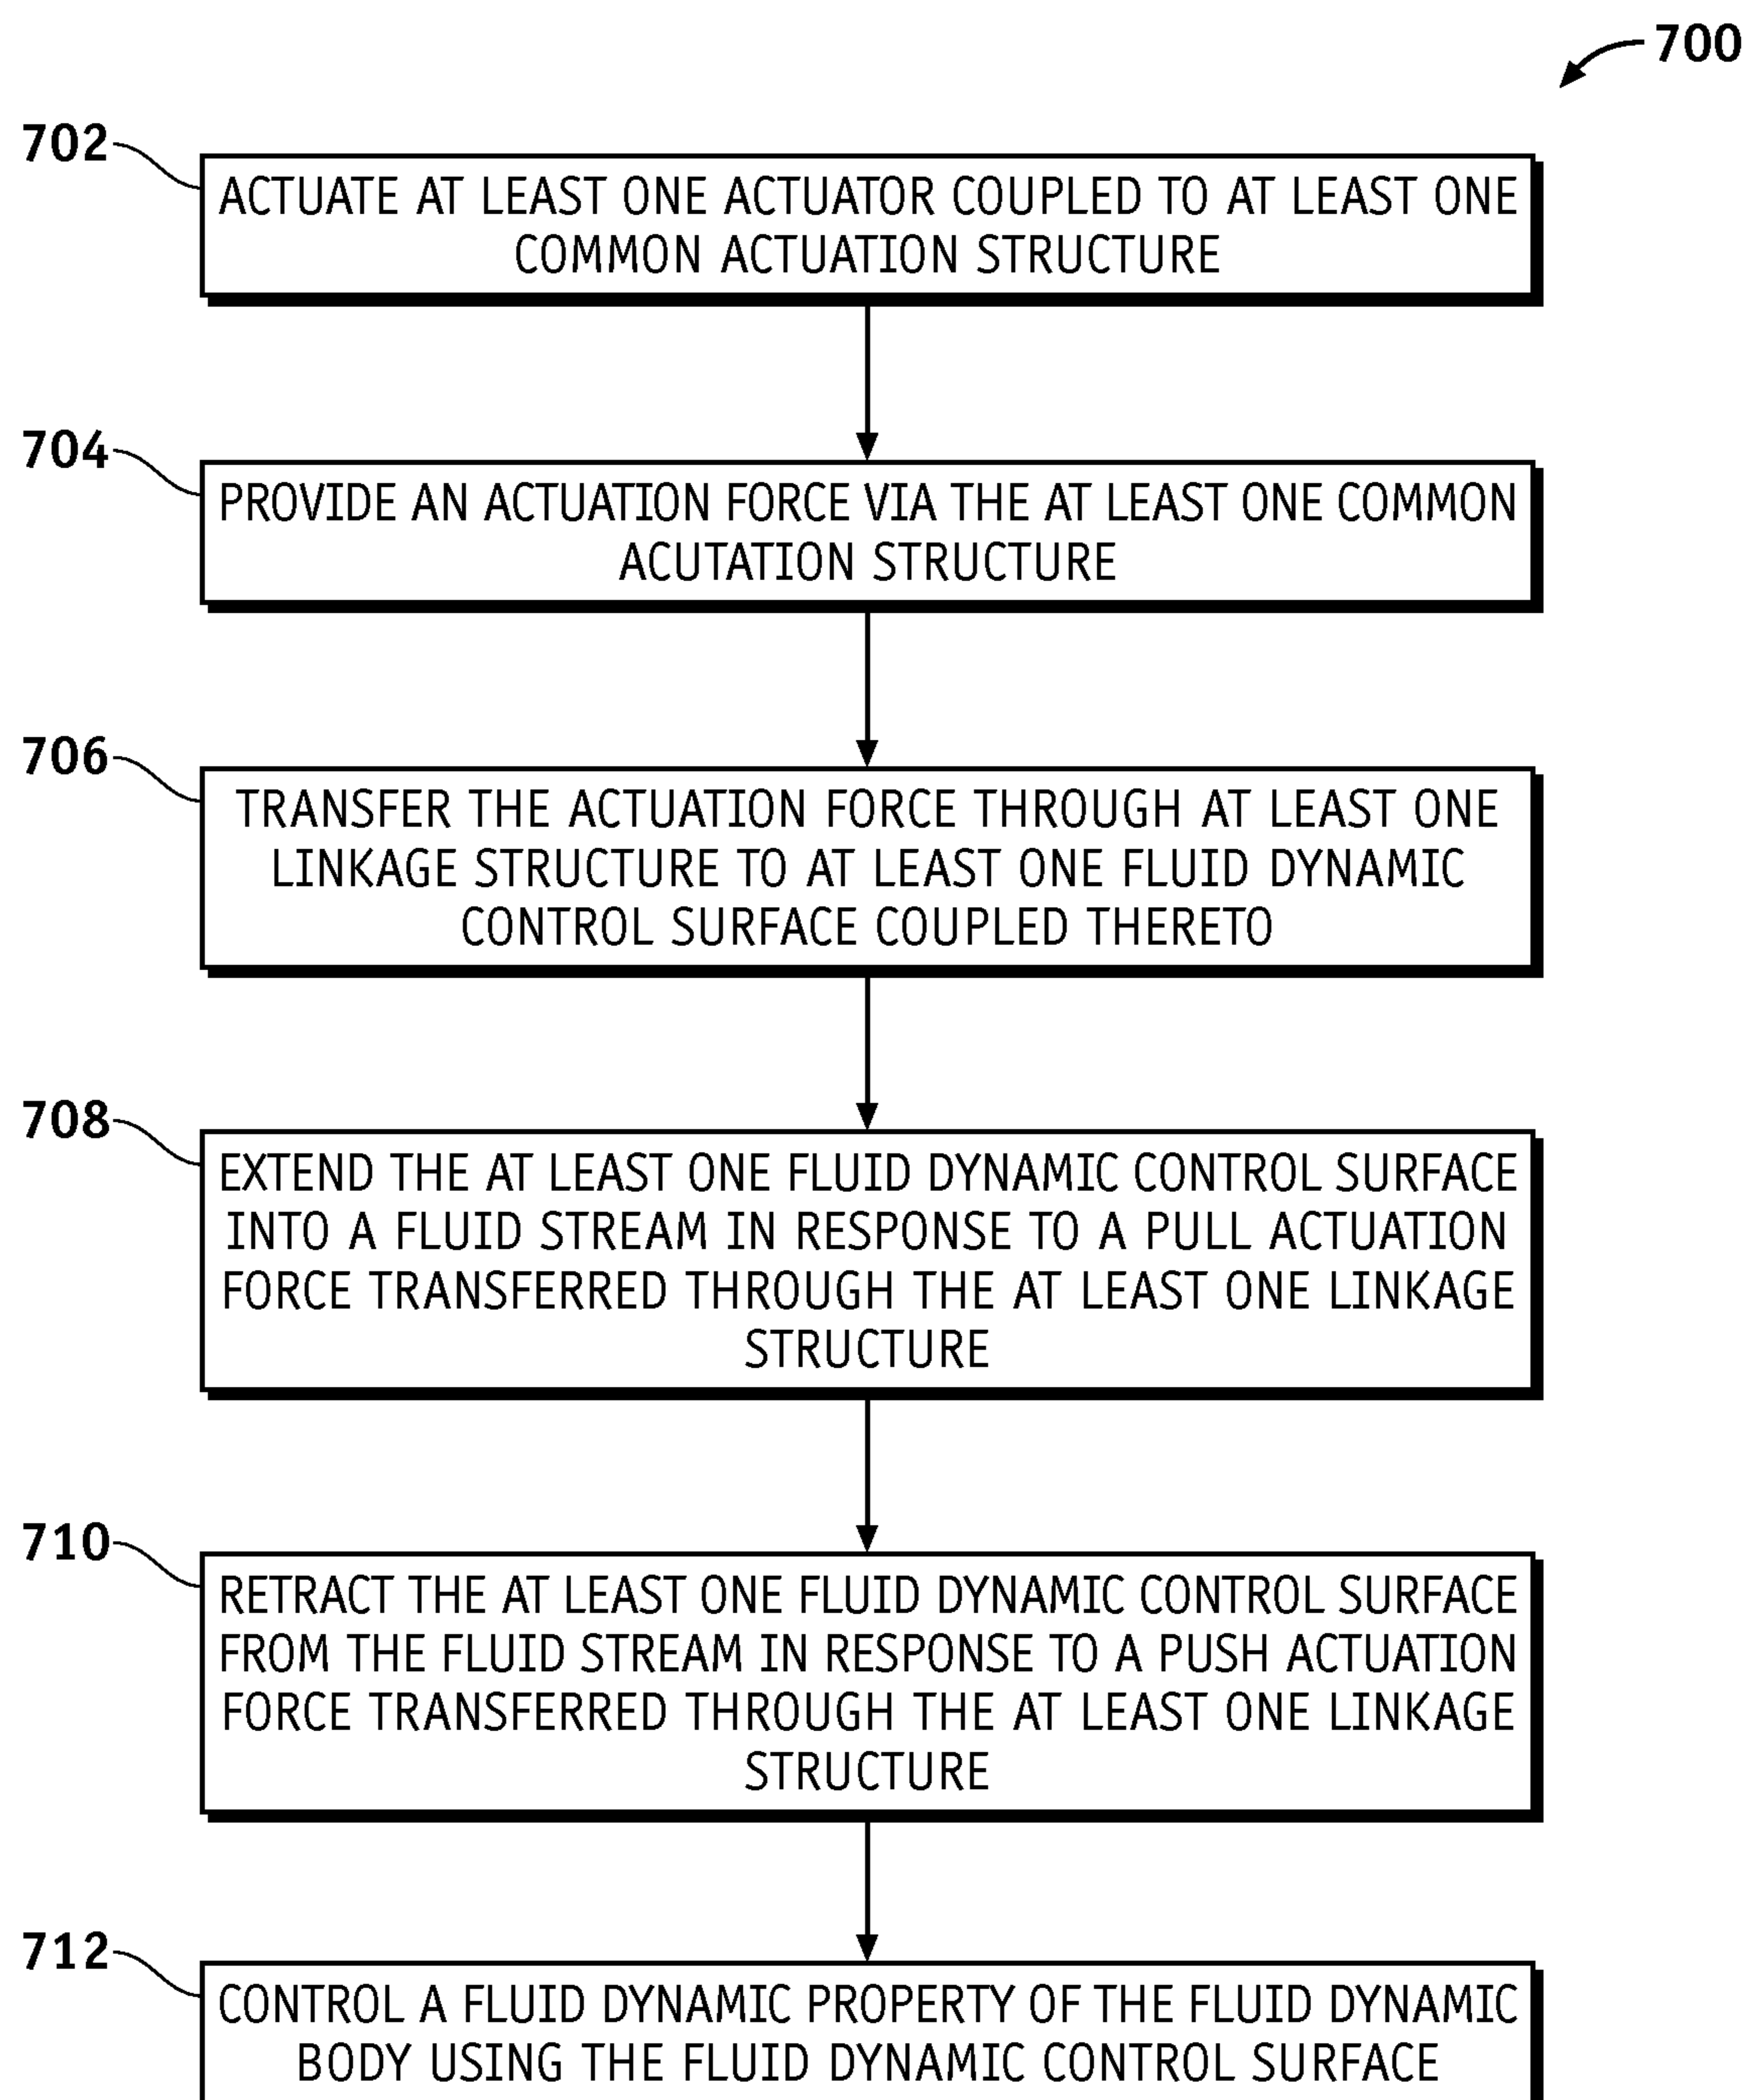 700
702
ACTUATE AT LEAST ONE ACTUATOR COUPLED TO AT LEAST ONE
COMMON ACTUATION STRUCTURE
704
PROVIDE AN ACTUATION FORCE VIA THE AT LEAST ONE COMMON
ACUTATION STRUCTURE
706
TRANSFER THE ACTUATION FORCE THROUGH AT LEAST ONE
LINKAGE STRUCTURE TO AT LEAST ONE FLUID DYNAMIC
CONTROL SURFACE COUPLED THERETO
708
EXTEND THE AT LEAST ONE FLUID DYNAMIC CONTROL SURFACE
INTO A FLUID STREAM IN RESPONSE TO A PULL ACTUATION
FORCE TRANSFERRED THROUGH THE AT LEAST ONE LINKAGE
STRUCTURE
710
RETRACT THE AT LEAST ONE FLUID DYNAMIC CONTROL SURFACE
FROM THE FLUID STREAM IN RESPONSE TO A PUSH ACTUATION
FORCE TRANSFERRED THROUGH THE AT LEAST ONE LINKAGE
STRUCTURE
712
CONTROL A FLUID DYNAMIC PROPERTY OF THE FLUID DYNAMIC
BODY USING THE FLUID DYNAMIC CONTROL SURFACE